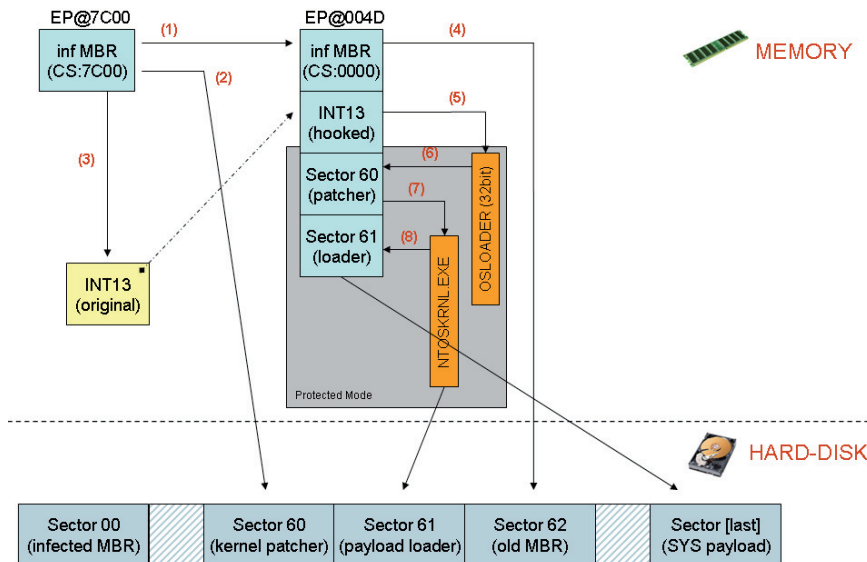 EP@7C00
EP@004D
inf MBR
(CS:7C00)
(1)
(2)
(3)
INT13
(original)
inf MBR
(CS:0000)
INT13
(hooked)
Sector 60
(patcher)
Sector 61
(loader)
(4)
(5)
(6)
(7)
(8)
OSLOADER (32bit)
NTOSKRNL.EXE
Protected Mode
MEMORY
HARD-DISK
Sector 00
(infected MBR)
Sector 60
(kernel patcher)
Sector 61
(payload loader)
Sector 62
(old MBR)
Sector [last]
(SYS payload)